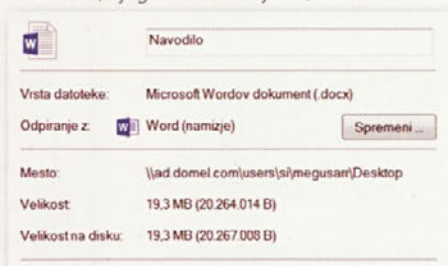 Navodilo
Vrsta datoteke: Microsoft Wordov dokument (.docx)
Odpiranje z: Word (namizje) Spremeni ...
Mesto: \\ad.domel.com\users\si\megusarr\Desktop
Velikost: 19,3 MB (20.264.014 B)
Velikost na disku: 19,3 MB (20.267.008 B)